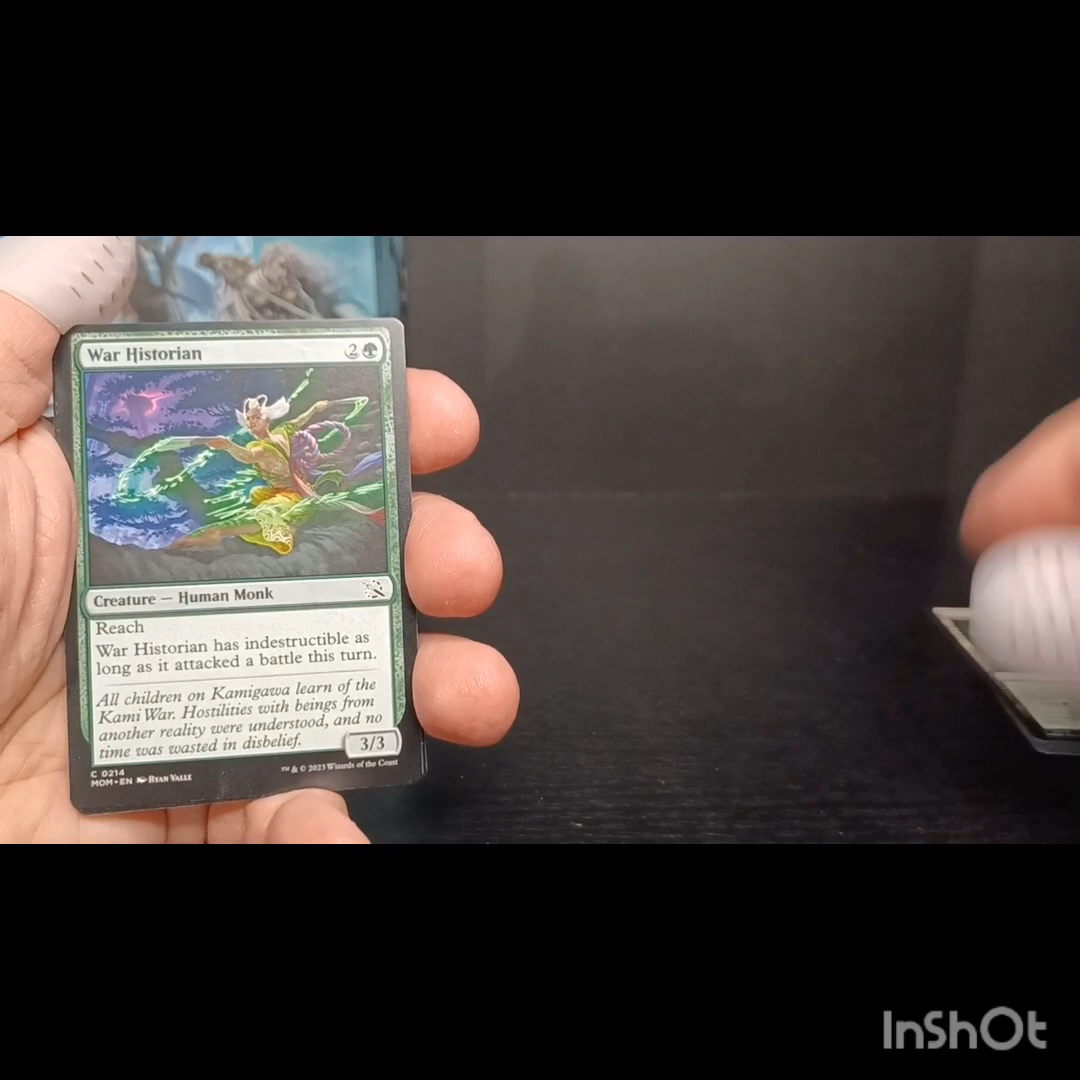 War Historian 2
Creature — Human Monk
Reach
War Historian has indestructible as
long as it attacked a battle this turn.
All children on Kamigawa learn of the
Kami War. Hostilities with beings from
another reality were understood, and no
time was wasted in disbelief.
3/3
C 0214
MOM • EN RYAN VALLE
™ & © 2023 Wizards of the Coast
InShOt